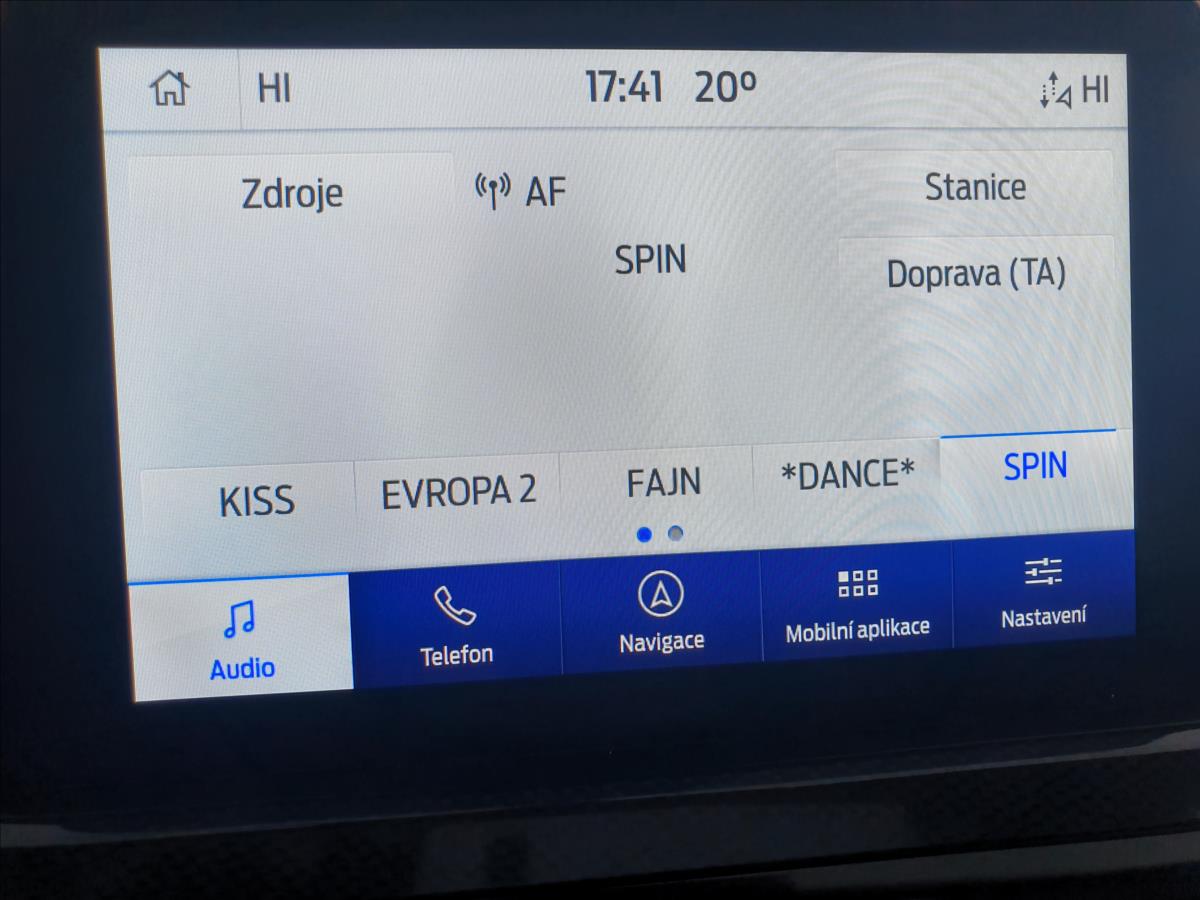 HI 17:41 20º HI
Zdroje AF Stanice
SPIN
Doprava (TA)
KISS EVROPA 2 FAJN *DANCE* SPIN
Audio Telefon Navigace Mobilní aplikace Nastavení